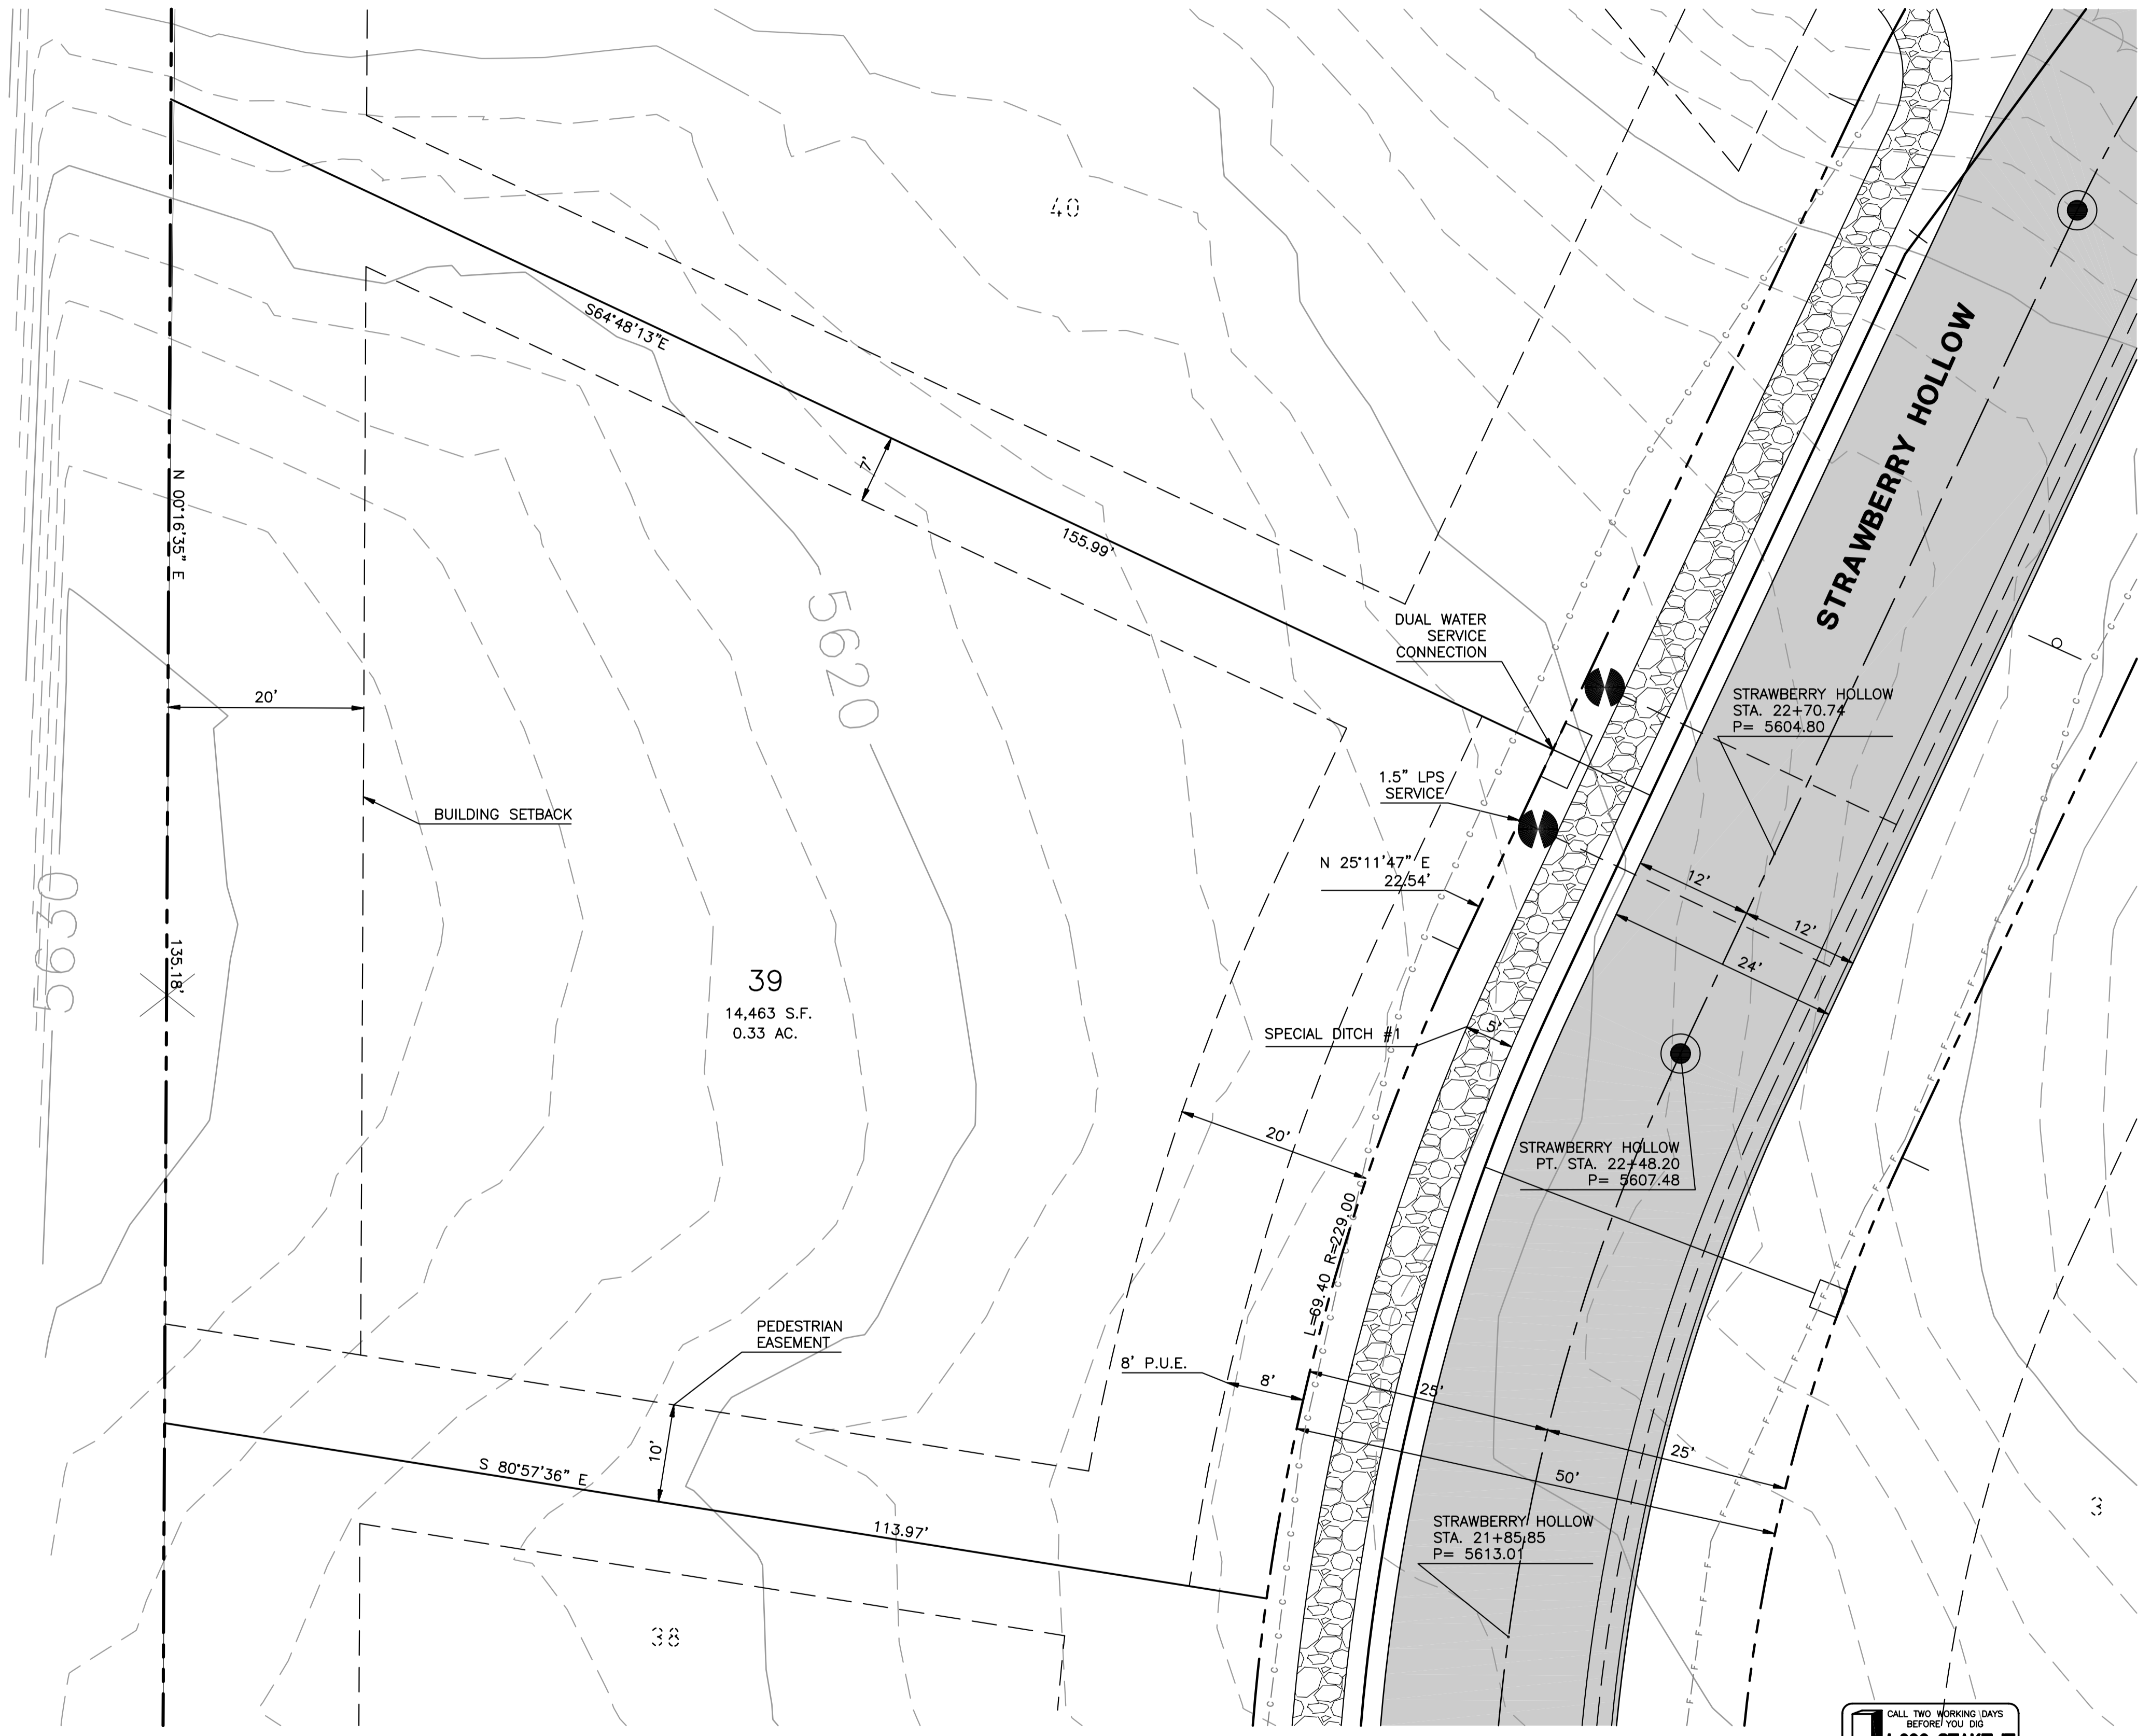 40
S64°48'13"E
STRAWBERRY HOLLOW
7'
N 00°16'35" E
155.99'
5620
DUAL WATER
SERVICE
CONNECTION
20'
STRAWBERRY HOLLOW
STA. 22+70.74
P= 5604.80
1.5" LPS
SERVICE
BUILDING SETBACK
N 25°11'47" E
22.54'
12'
12'
24'
5630
135.18'
39
14,463 S.F.
0.33 AC.
SPECIAL DITCH #1
5'
20'
STRAWBERRY HOLLOW
PT. STA. 22+48.20
P= 5607.48
L=69.40 R=229.00
PEDESTRIAN
EASEMENT
8' P.U.E.
8'
25'
25'
50'
10'
S 80°57'36" E
113.97'
3
STRAWBERRY HOLLOW
STA. 21+85.85
P= 5613.01
38
CALL TWO WORKING DAYS
BEFORE YOU DIG